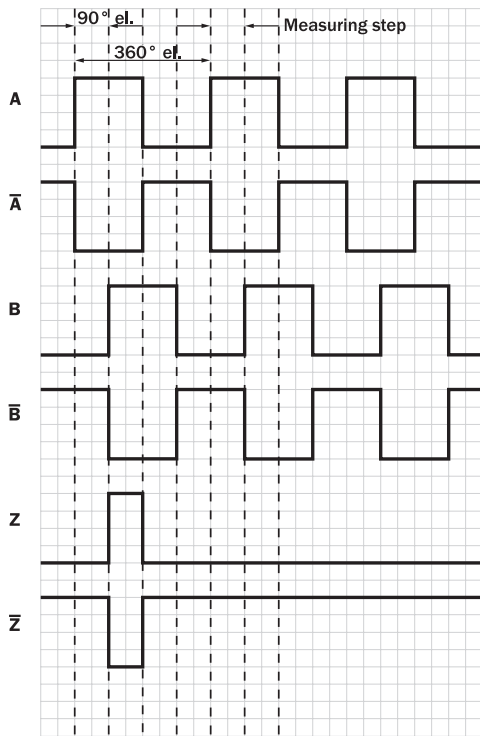 90° el.
Measuring step
360° el.
A
A̅
B
B̅
Z
Z̅